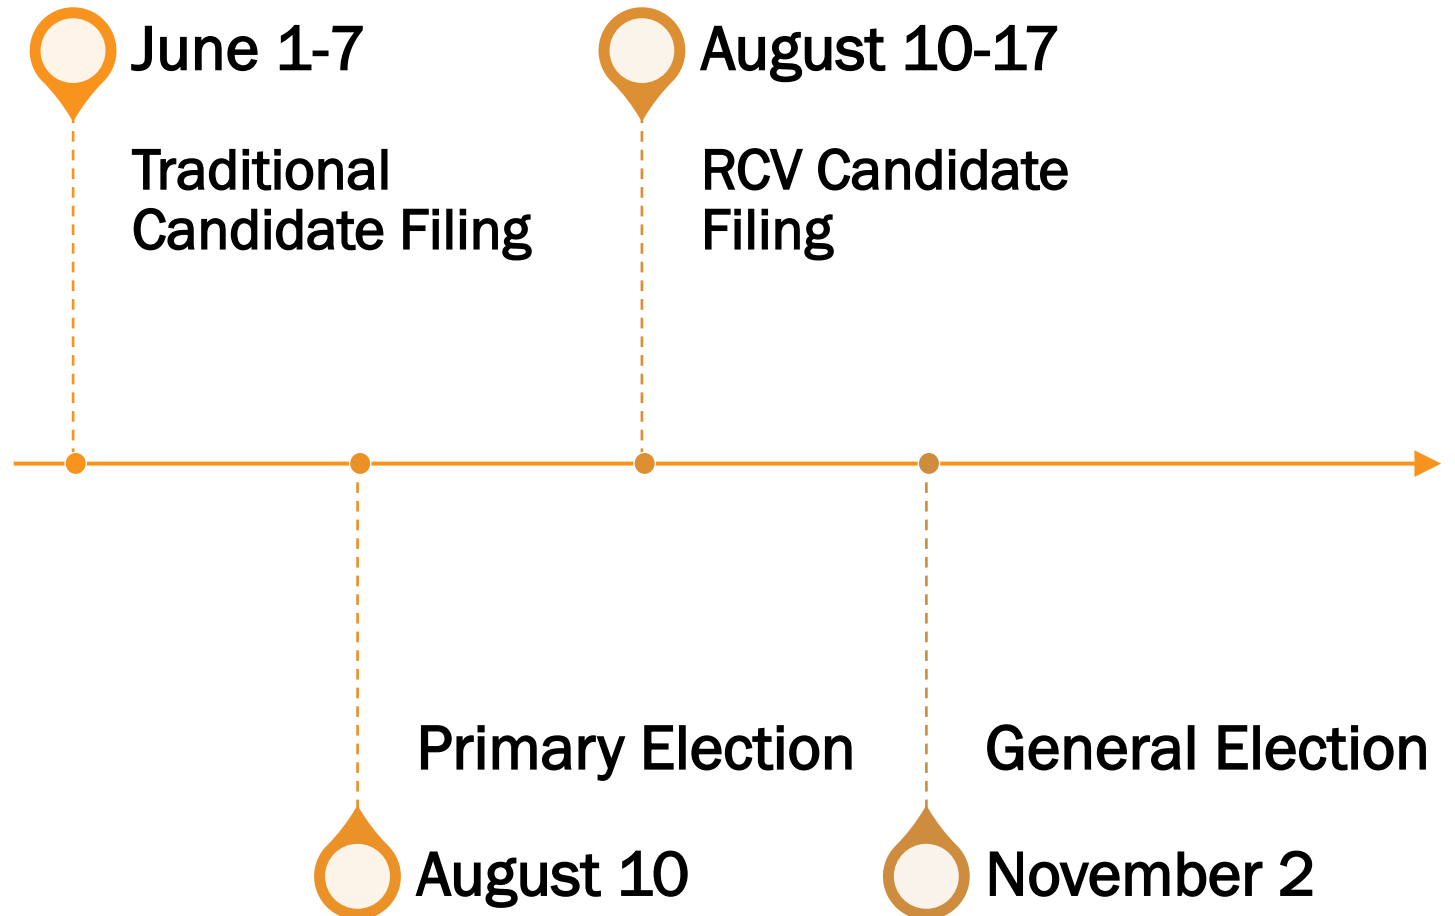 June 1-7
Traditional
Candidate Filing
August 10-17
RCV Candidate
Filing
Primary Election
August 10
General Election
November 2